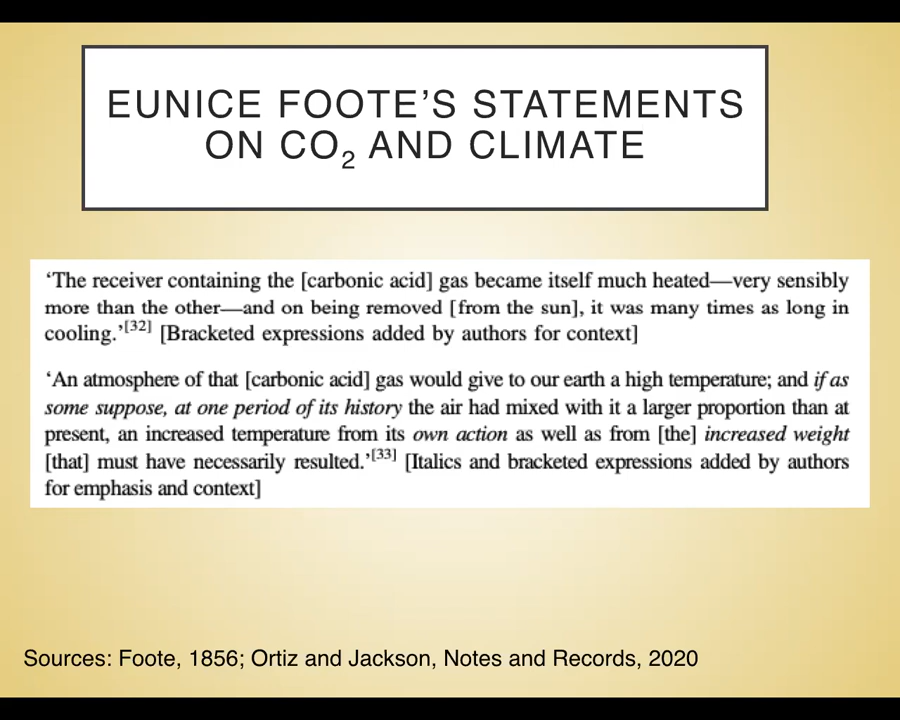 EUNICE FOOTE’S STATEMENTS
ON CO₂ AND CLIMATE
‘The receiver containing the [carbonic acid] gas became itself much heated—very sensibly
more than the other—and on being removed [from the sun], it was many times as long in
cooling.’[32] [Bracketed expressions added by authors for context]
‘An atmosphere of that [carbonic acid] gas would give to our earth a high temperature; and if as
some suppose, at one period of its history the air had mixed with it a larger proportion than at
present, an increased temperature from its own action as well as from [the] increased weight
[that] must have necessarily resulted.’[33] [Italics and bracketed expressions added by authors
for emphasis and context]
Sources: Foote, 1856; Ortiz and Jackson, Notes and Records, 2020